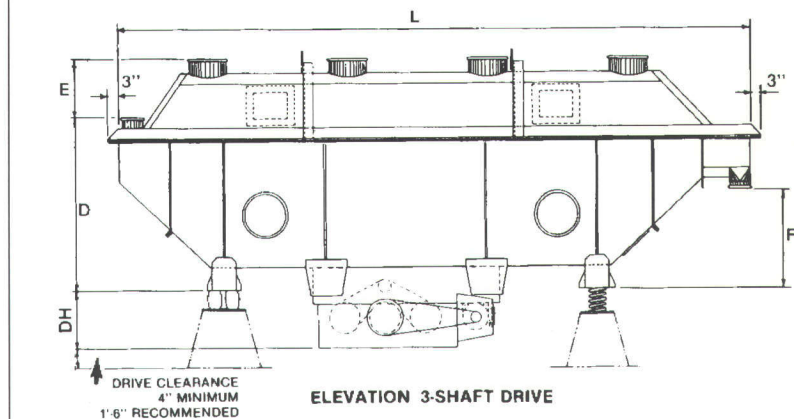 L
E
3"
3"
D
F
DH
DRIVE CLEARANCE
4" MINIMUM
1'-6" RECOMMENDED
ELEVATION 3-SHAFT DRIVE